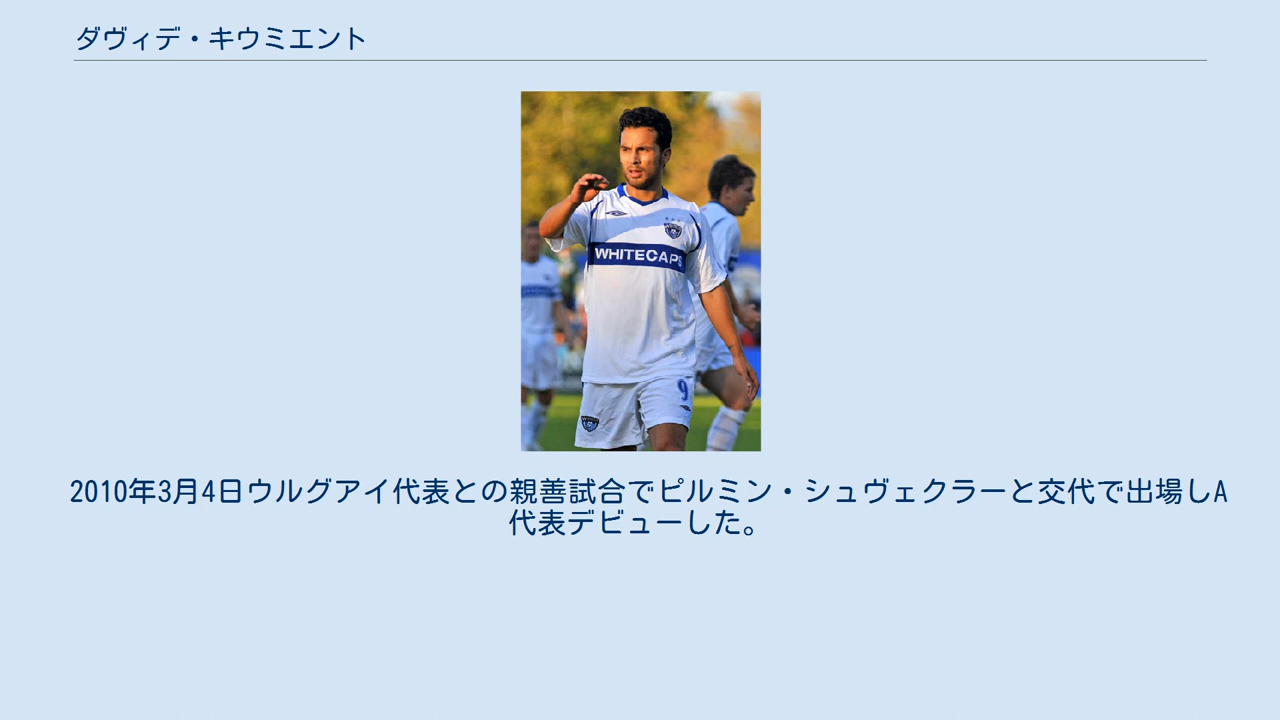 ダヴィデ・キウミエント
WHITECAPS
9
2010年3月4日ウルグアイ代表との親善試合でピルミン・シュヴェクラーと交代で出場しA
代表デビューした。